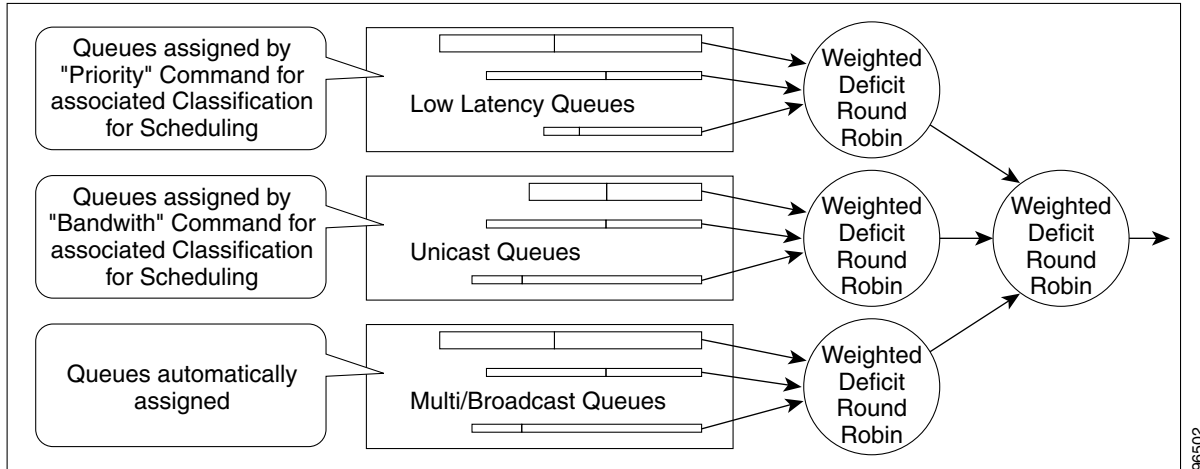 Queues assigned by
"Priority" Command for
associated Classification
for Scheduling
Low Latency Queues
Weighted
Deficit
Round
Robin
Queues assigned by
"Bandwith" Command for
associated Classification
for Scheduling
Unicast Queues
Weighted
Deficit
Round
Robin
Weighted
Deficit
Round
Robin
Queues automatically
assigned
Multi/Broadcast Queues
Weighted
Deficit
Round
Robin
96502